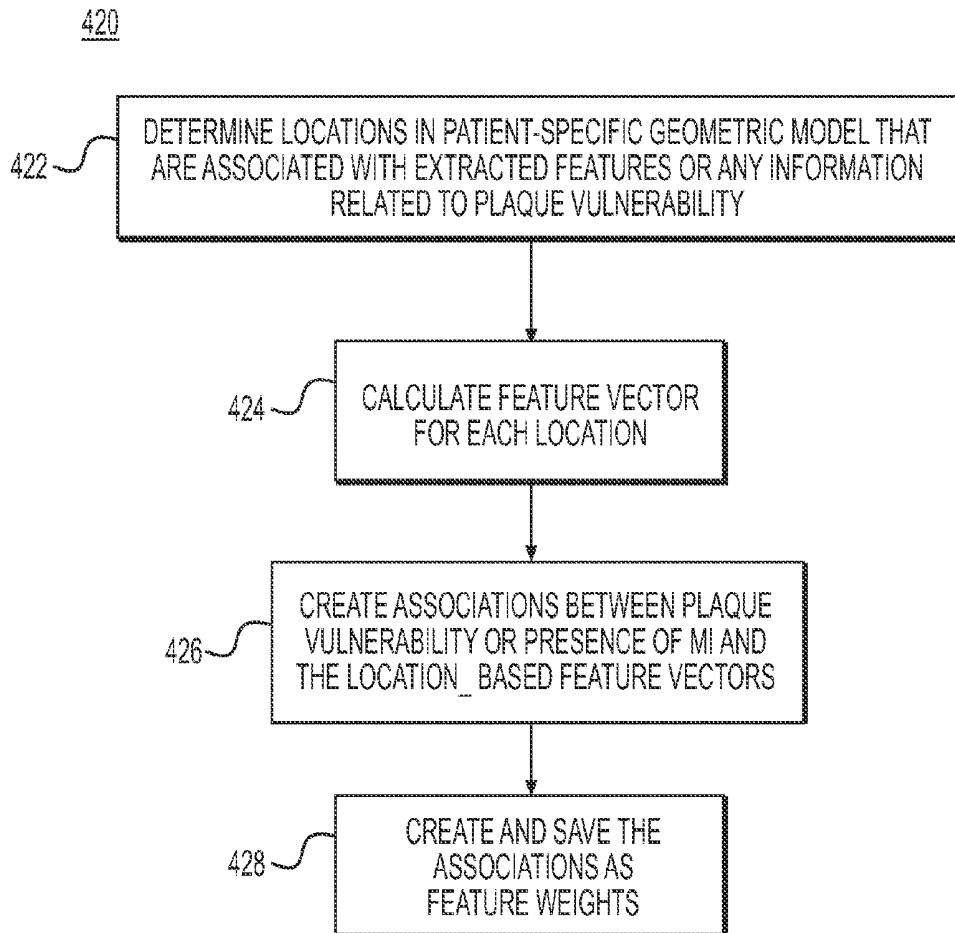 420
422
DETERMINE LOCATIONS IN PATIENT-SPECIFIC GEOMETRIC MODEL THAT
ARE ASSOCIATED WITH EXTRACTED FEATURES OR ANY INFORMATION
RELATED TO PLAQUE VULNERABILITY
424
CALCULATE FEATURE VECTOR
FOR EACH LOCATION
426
CREATE ASSOCIATIONS BETWEEN PLAQUE
VULNERABILITY OR PRESENCE OF MI AND
THE LOCATION_ BASED FEATURE VECTORS
428
CREATE AND SAVE THE
ASSOCIATIONS AS
FEATURE WEIGHTS